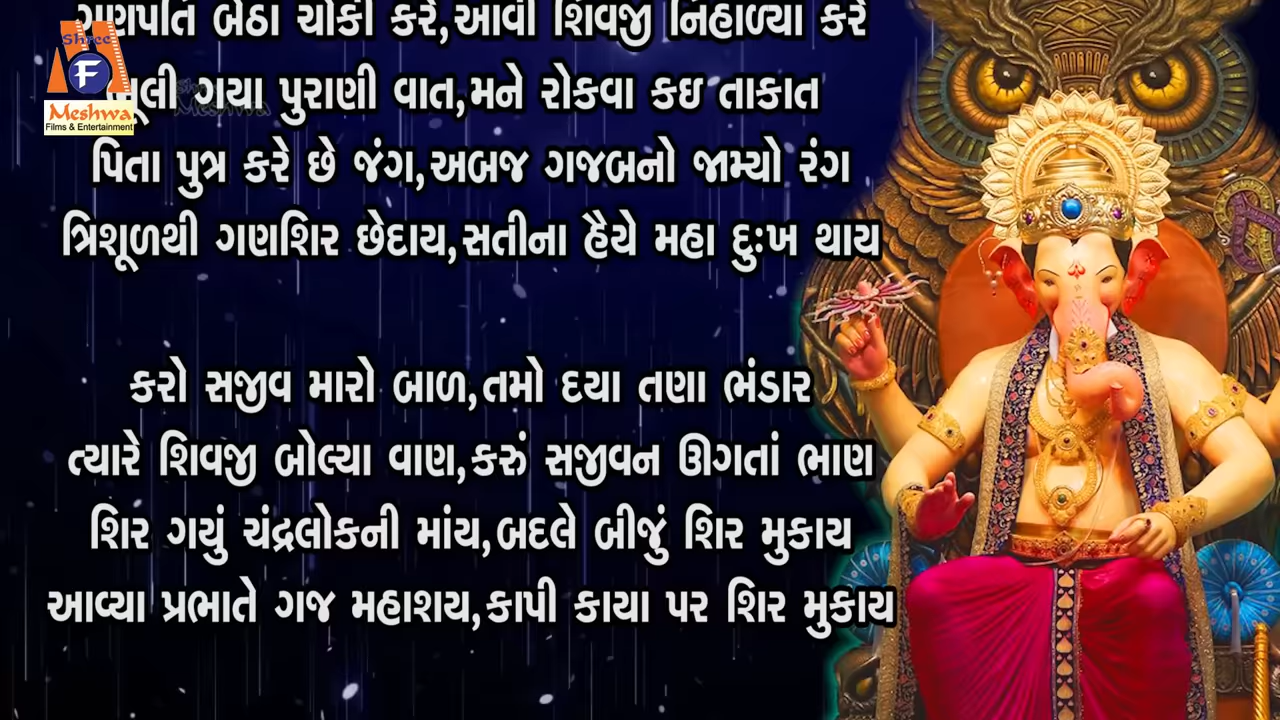 ગણપતિ બેઠા ચોકી કરે,આવી શિવજી નિહાળ્યા કરે
ગયા પુરાણી વાત,મને રોકવા કઇ તાકાત
પિતા પુત્ર કરે છે જંગ,અબજ ગજબનો જામ્યો રંગ
ત્રિશૂળથી ગણશિર છેદાય,સતીના હૈયે મહા દુઃખ થાય
કરો સજીવ મારો બાળ,તમો દયા તણા ભંડાર
ત્યારે શિવજી બોલ્યા વાણ,કરું સજીવન ઊગતાં ભાણ
શિર ગયું ચંદ્રલોકની માંય,બદલે બીજું શિર મુકાય
આવ્યા પ્રભાતે ગજ મહાશય,કાપી કાયા પર શિર મુકાય
Shree
F
Meshwa
Films & Entertainment